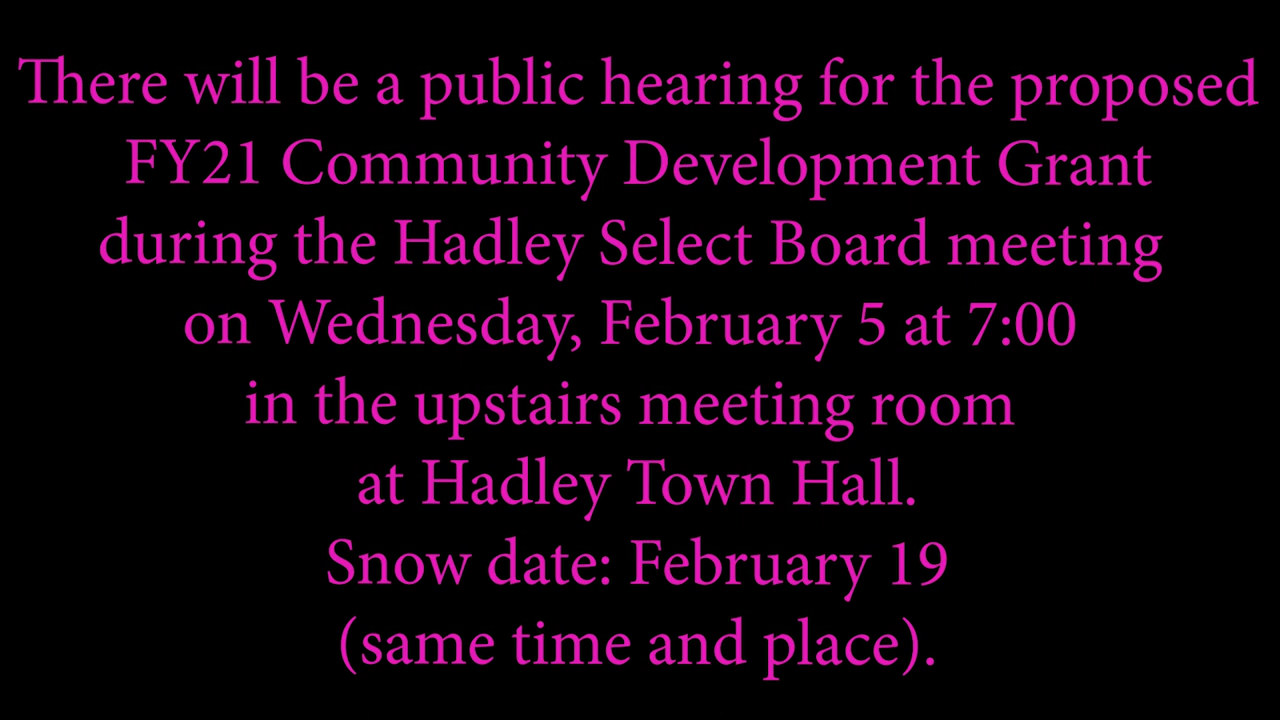 There will be a public hearing for the proposed
FY21 Community Development Grant
during the Hadley Select Board meeting
on Wednesday, February 5 at 7:00
in the upstairs meeting room
at Hadley Town Hall.
Snow date: February 19
(same time and place).